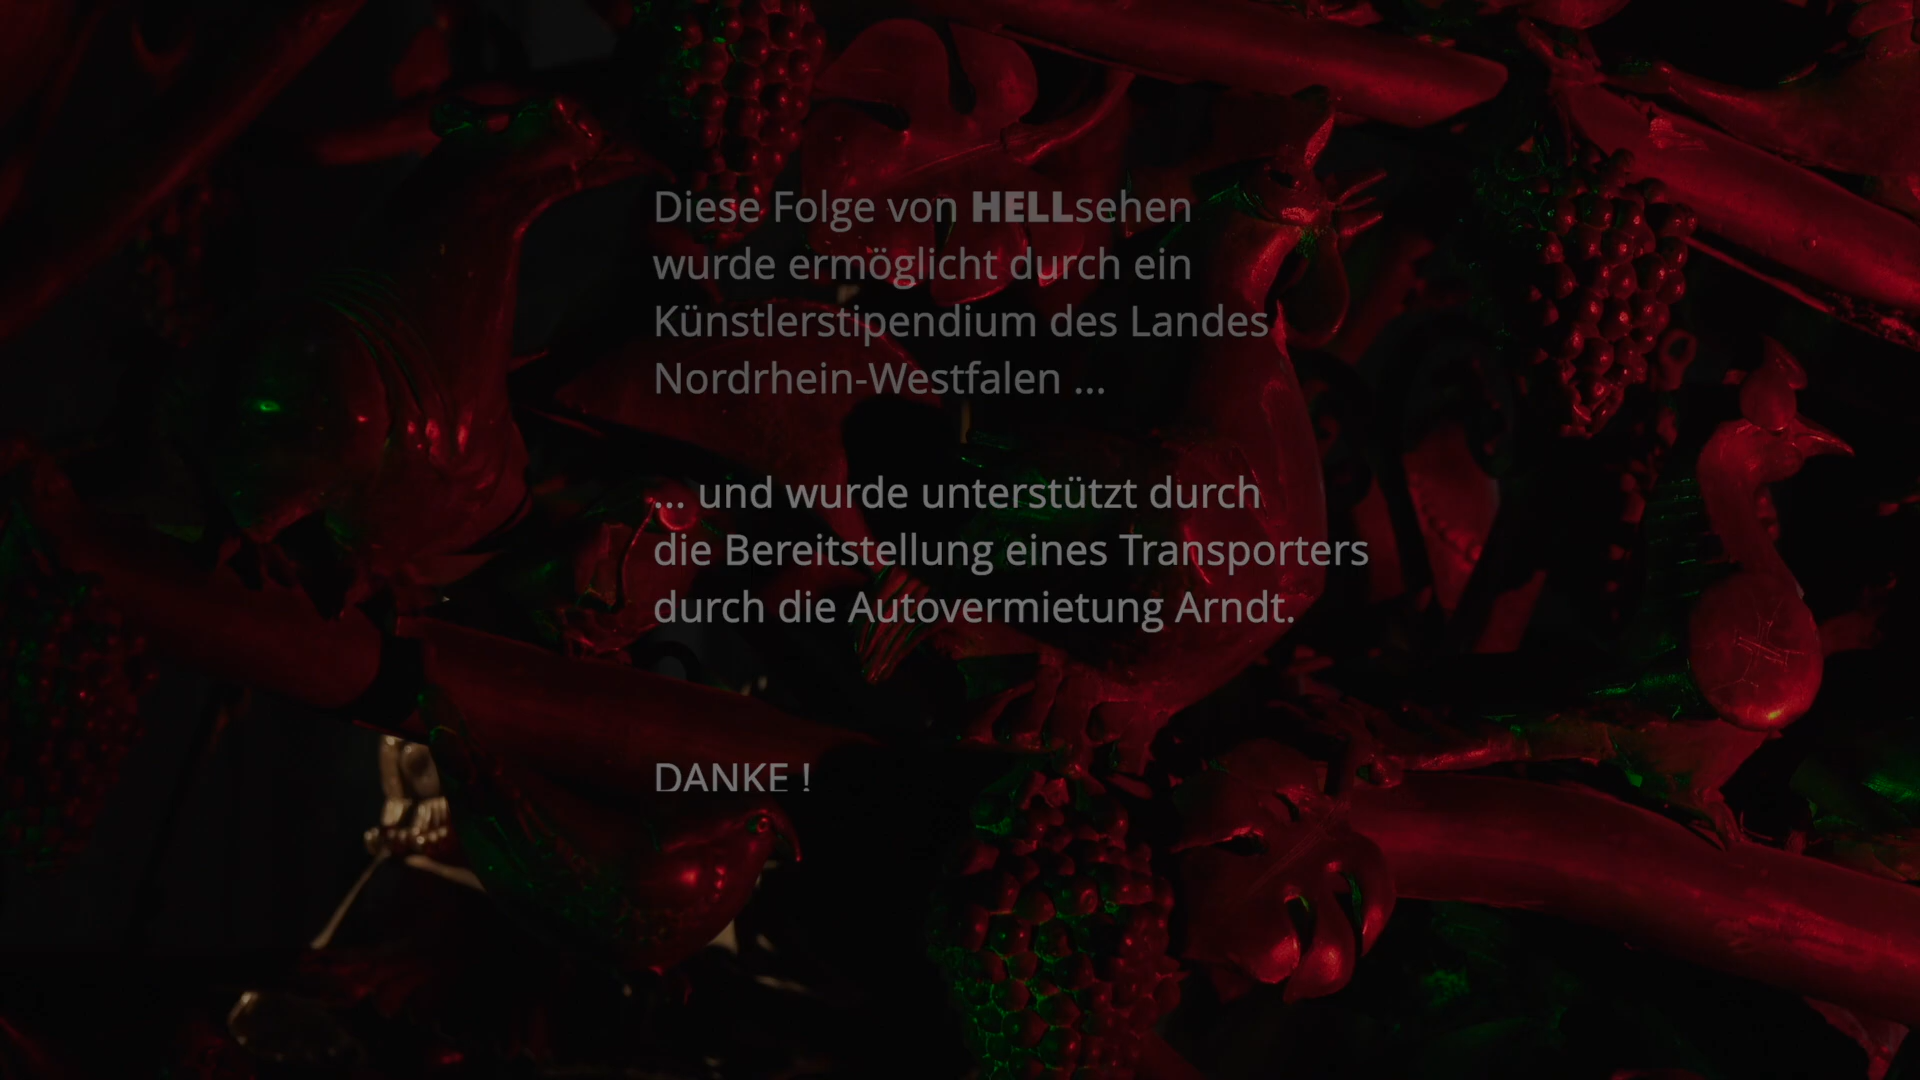 Diese Folge von HELLsehen
wurde ermöglicht durch ein
Künstlerstipendium des Landes
Nordrhein-Westfalen ...
... und wurde unterstützt durch
die Bereitstellung eines Transporters
durch die Autovermietung Arndt.
DANKE !